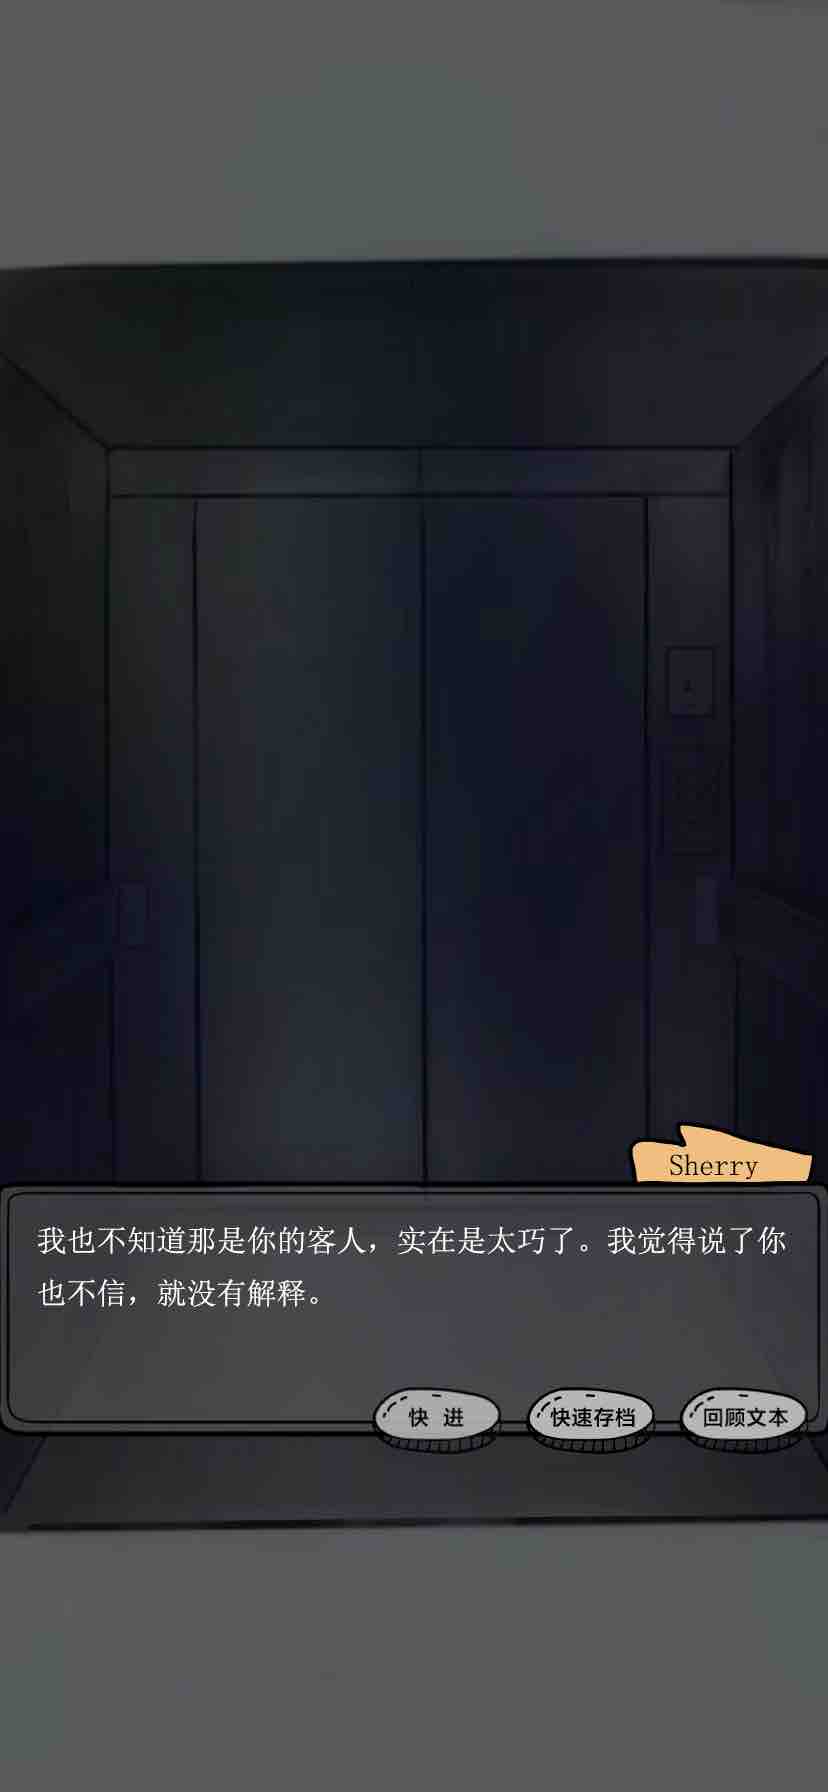 Sherry
我也不知道那是你的客人，实在是太巧了。我觉得说了你
也不信，就没有解释。
快 进
快速存档
回顾文本